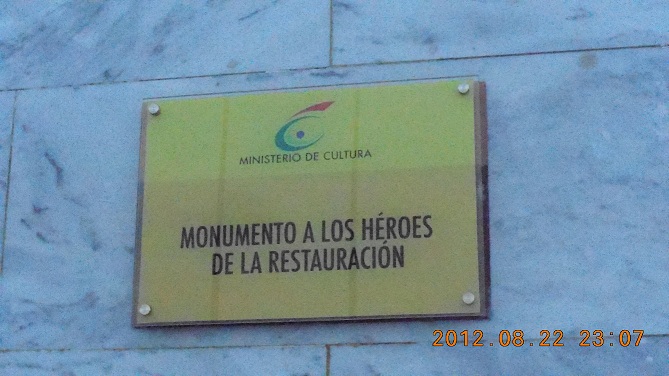 MINISTERIO DE CULTURA
MONUMENTO A LOS HÉROES
DE LA RESTAURACIÓN
2012.08.22 23:07